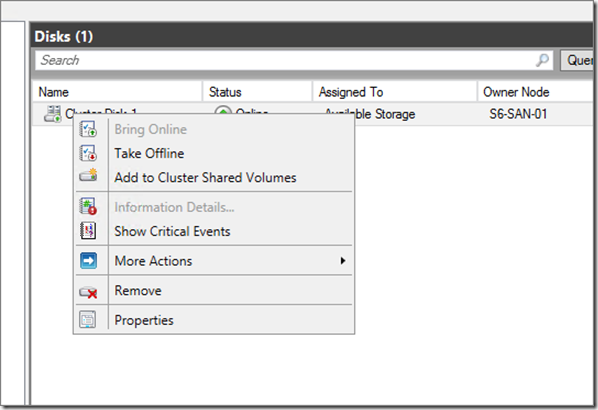 Disks (1)
Search Quer
Name Status Assigned To Owner Node
Cluster Disk 1 Online Available Storage S6-SAN-01
Bring Online
Take Offline
Add to Cluster Shared Volumes
Information Details...
Show Critical Events
More Actions
Remove
Properties